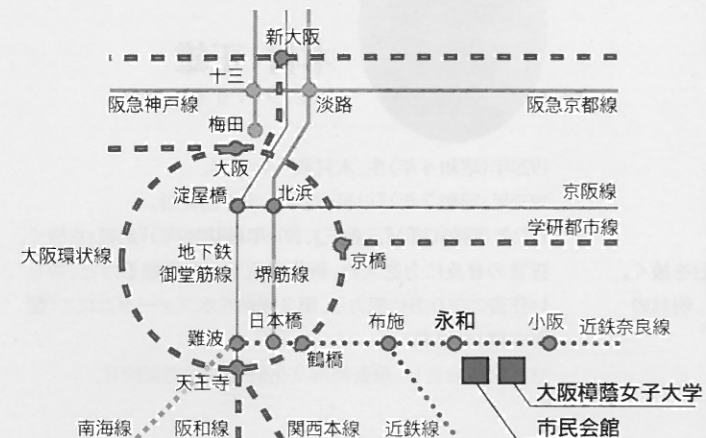 新大阪
十三
阪急神戸線
淡路
阪急京都線
梅田
大阪
淀屋橋
北浜
京阪線
学研都市線
大阪環状線
地下鉄
御堂筋線
堺筋線
京橋
難波
日本橋
鶴橋
布施
永和
小阪
近鉄奈良線
天王寺
大阪樟蔭女子大学
市民会館
南海線
阪和線
関西本線
近鉄線